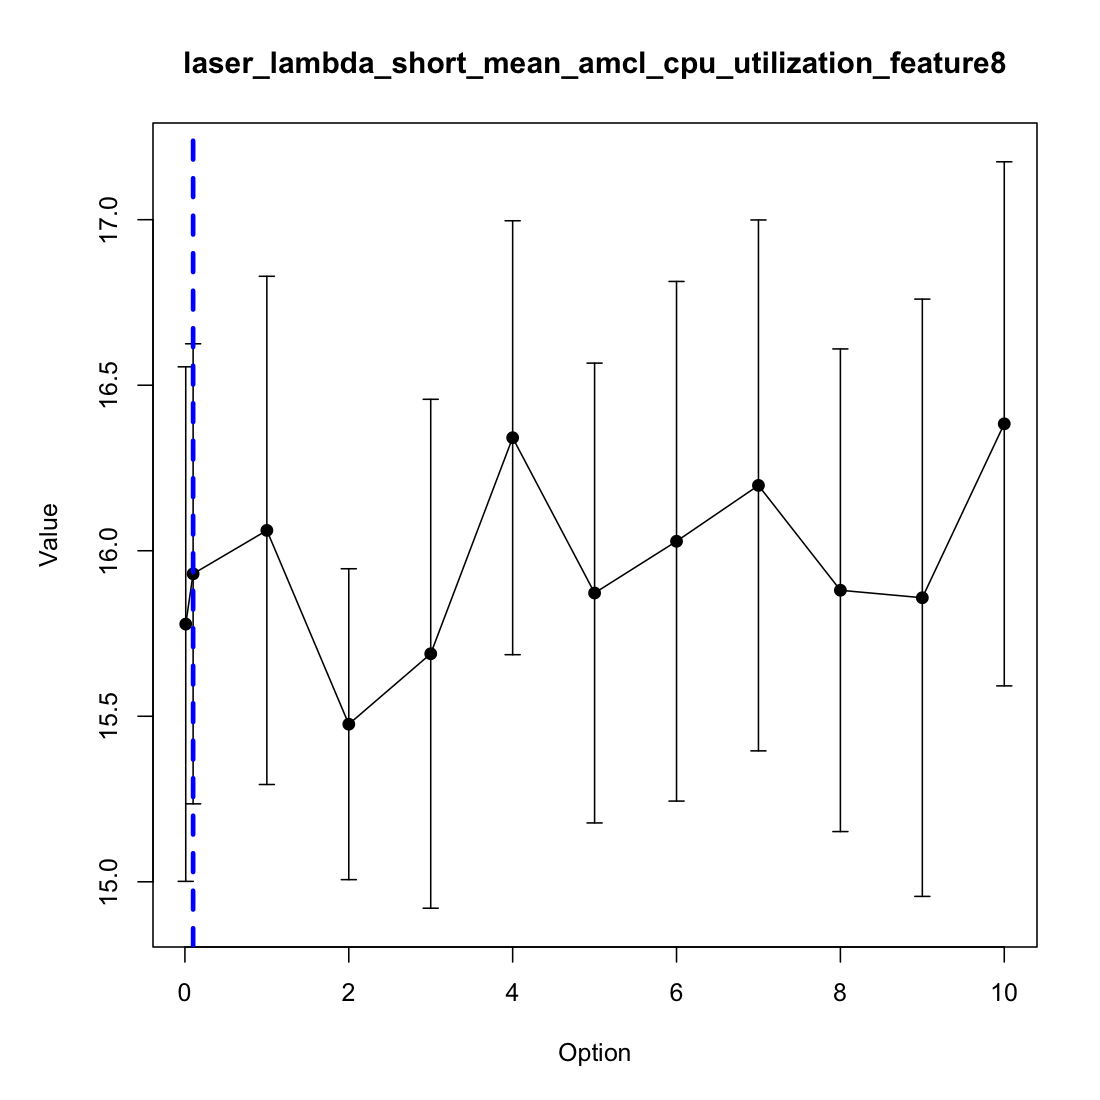 laser_lambda_short_mean_amcl_cpu_utilization_feature8
17.0
16.5
16.0
15.5
15.0
Value
0 2 4 6 8 10
Option